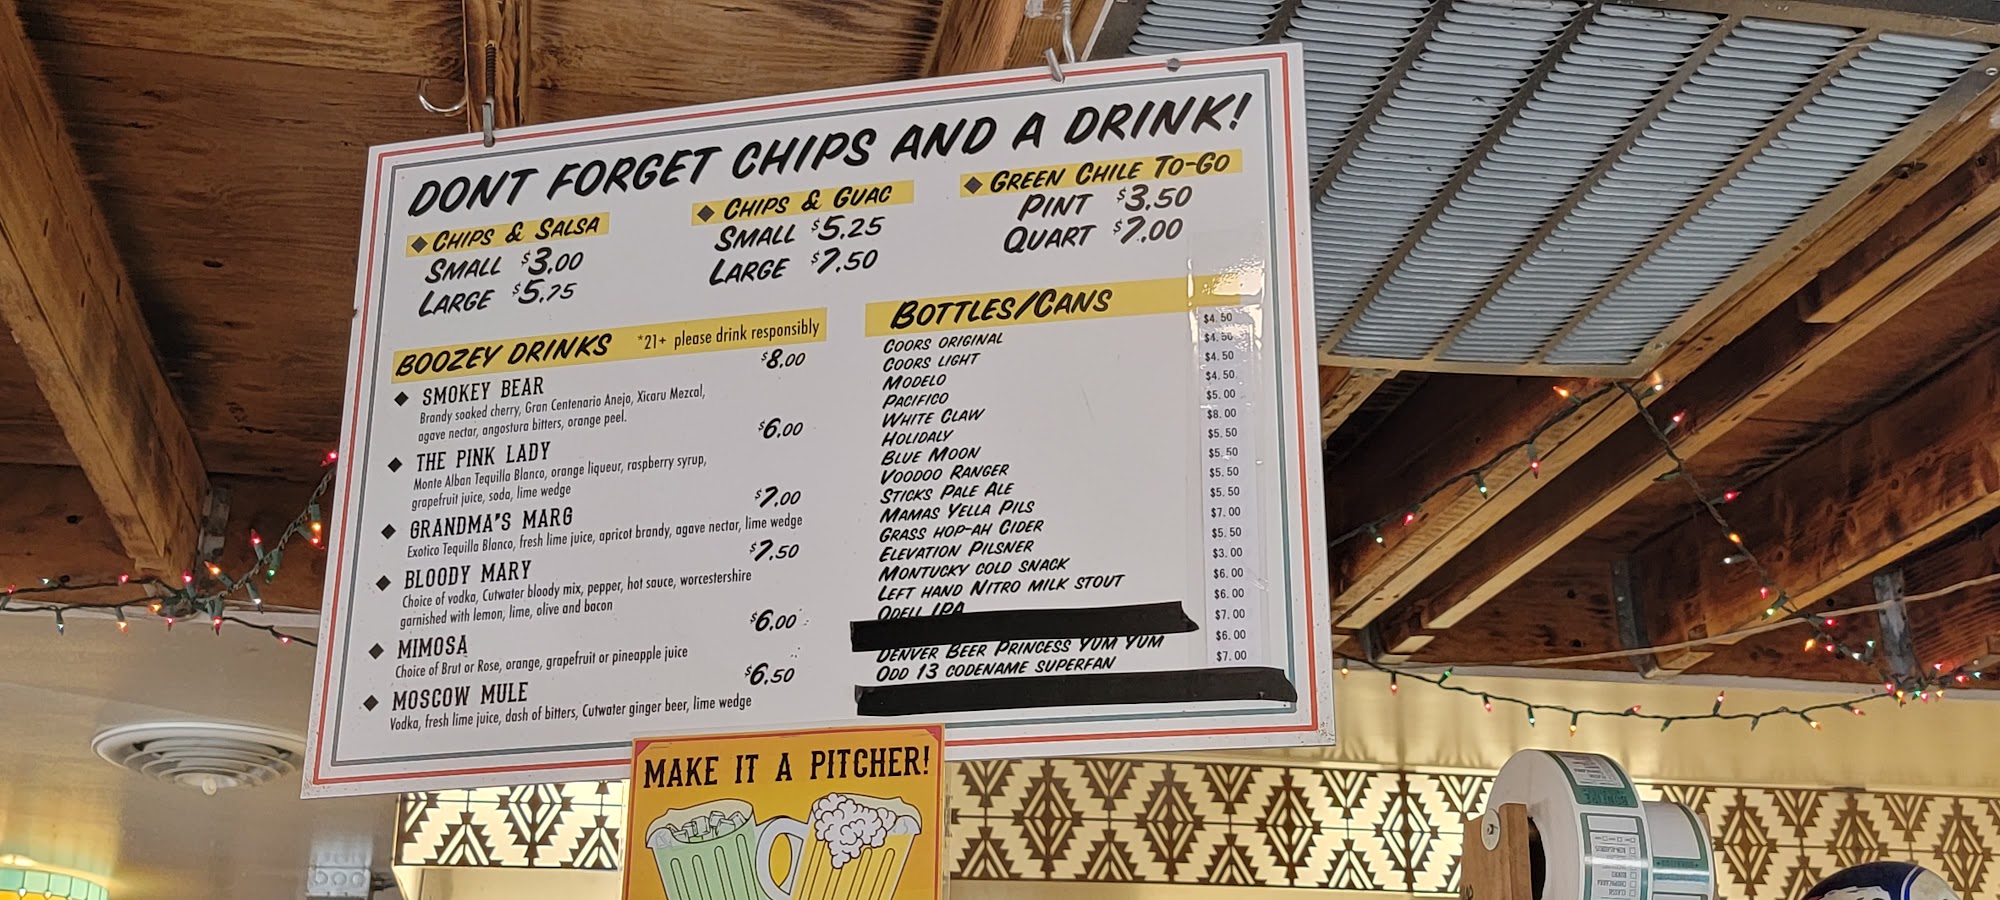 DONT FORGET CHIPS AND A DRINK!
CHIPS & SALSA
SMALL $3.00
LARGE $5.75
CHIPS & GUAC
SMALL $5.25
LARGE $7.50
GREEN CHILE TO-GO
PINT $3.50
QUART $7.00
BOOZEY DRINKS *21+ please drink responsibly
$8.00
SMOKEY BEAR
Brandy soaked cherry, Gran Centenario Anejo, Xicaru Mezcal,
agave nectar, angostura bitters, orange peel.
$6.00
THE PINK LADY
Monte Alban Tequilla Blanco, orange liqueur, raspberry syrup,
grapefruit juice, soda, lime wedge
$7.00
GRANDMA'S MARG
Exotico Tequilla Blanco, fresh lime juice, apricot brandy, agave nectar, lime wedge
$7.50
BLOODY MARY
Choice of vodka, Cutwater bloody mix, pepper, hot sauce, worcestershire
garnished with lemon, lime, olive and bacon
$6.00
MIMOSA
Choice of Brut or Rose, orange, grapefruit or pineapple juice
$6.50
MOSCOW MULE
Vodka, fresh lime juice, dash of bitters, Cutwater ginger beer, lime wedge
BOTTLES/CANS
COORS ORIGINAL $4.50
COORS LIGHT $4.50
MODELO $4.50
PACIFICO $4.50
WHITE CLAW $5.00
HOLIDALY $8.00
BLUE MOON $5.50
VOODOO RANGER $5.50
STICKS PALE ALE $5.50
MAMAS YELLA PILS $5.50
GRASS HOP-AH CIDER $7.00
ELEVATION PILSNER $5.50
MONTUCKY COLD SNACK $3.00
LEFT HAND NITRO MILK STOUT $6.00
ODELL IPA $6.00
$7.00
DENVER BEER PRINCESS YUM YUM $6.00
ODD 13 CODENAME SUPERFAN $7.00
MAKE IT A PITCHER!